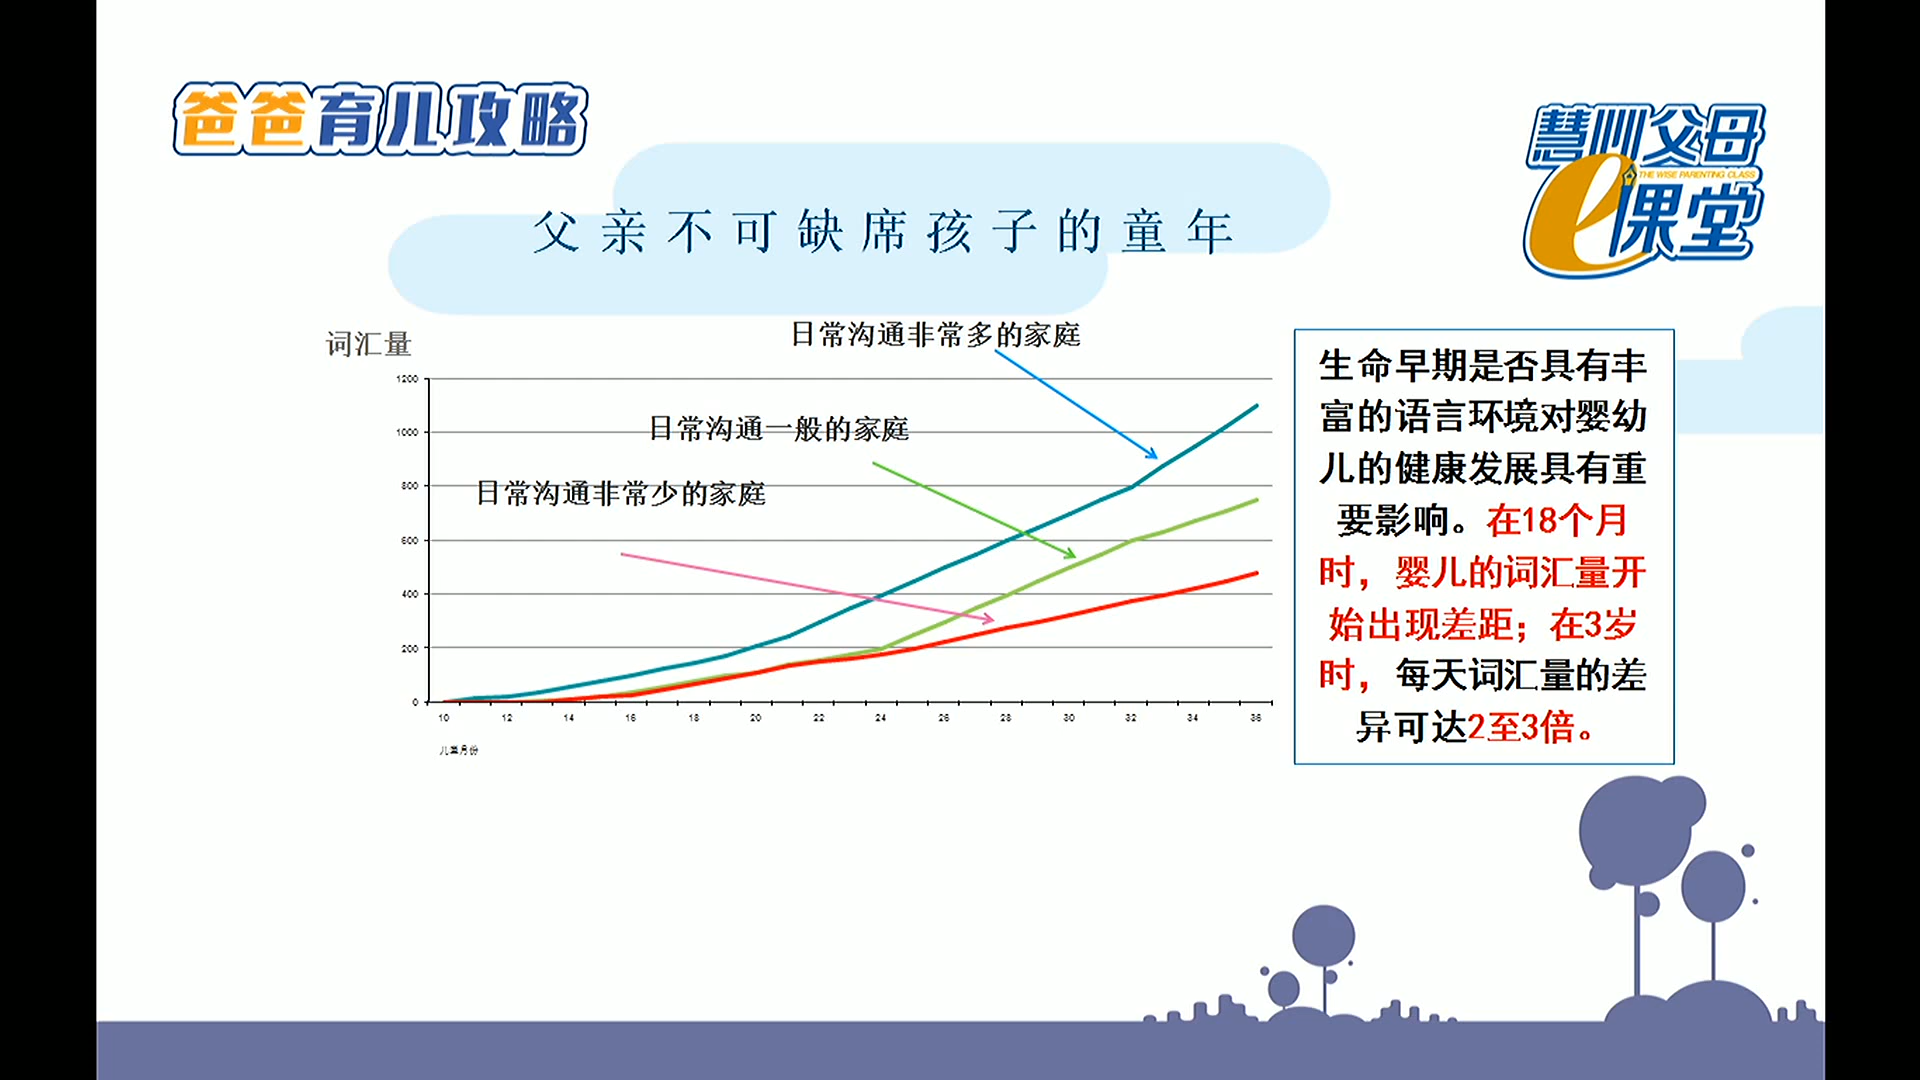 爸爸育儿攻略
慧州父母
THE WISE PARENTING CLASS
e课堂
父亲不可缺席孩子的童年
词汇量
日常沟通非常多的家庭
日常沟通一般的家庭
日常沟通非常少的家庭
1200
1000
800
600
400
200
0
10 12 14 16 18 20 22 24 26 28 30 32 34 36
儿童月份
生命早期是否具有丰
富的语言环境对婴幼
儿的健康发展具有重
要影响。在18个月
时，婴儿的词汇量开
始出现差距；在3岁
时，每天词汇量的差
异可达2至3倍。